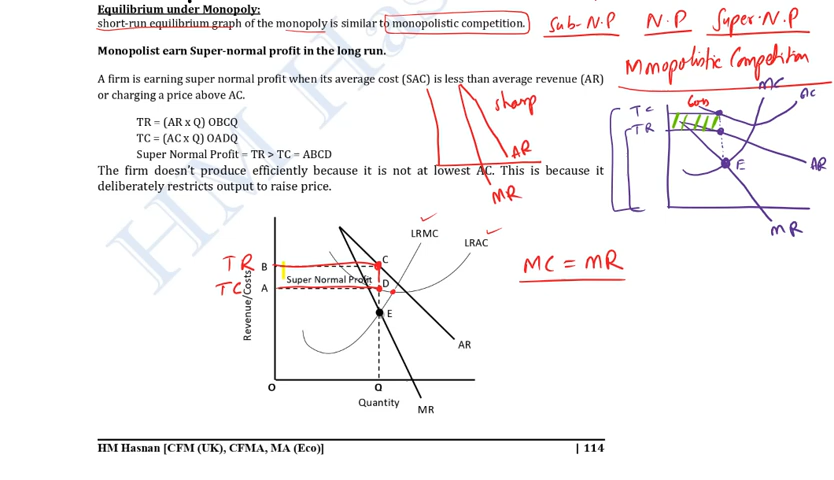 Equilibrium under Monopoly:
short-run equilibrium graph of the monopoly is similar to monopolistic competition.
Sub-N.P N.P Super.N.P
Monopolist earn Super-normal profit in the long run.
Mmopolistic Competition
A firm is earning super normal profit when its average cost (SAC) is less than average revenue (AR)
or charging a price above AC.
TR = (AR x Q) OBCQ
TC = (AC x Q) OADQ
Super Normal Profit = TR > TC = ABCD
The firm doesn't produce efficiently because it is not at lowest AC. This is because it
deliberately restricts output to raise price.
sharp
AR
MR
MC
AC
Loss
TC
TR
E
AR
MR
LRMC
LRAC
TR B
C
Super Normal Profit
TC A
D
E
Revenue/Costs
AR
O
Q
Quantity
MR
MC = MR
HM Hasnan [CFM (UK), CFMA, MA (Eco)]
| 114
HM Has